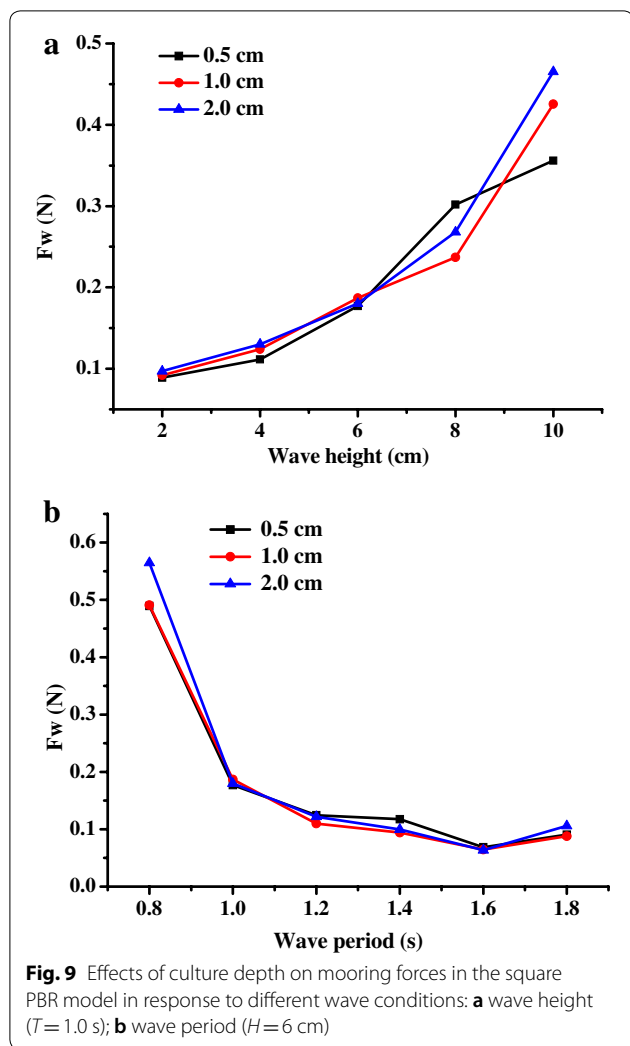 a
0.5 cm
1.0 cm
2.0 cm
0.5
0.4
0.3
0.2
0.1
Fw (N)
2 4 6 8 10
Wave height (cm)
b
0.5 cm
1.0 cm
2.0 cm
0.6
0.5
0.4
0.3
0.2
0.1
0.0
Fw (N)
0.8 1.0 1.2 1.4 1.6 1.8
Wave period (s)
Fig. 9 Effects of culture depth on mooring forces in the square
PBR model in response to different wave conditions: a wave height
(T = 1.0 s); b wave period (H = 6 cm)